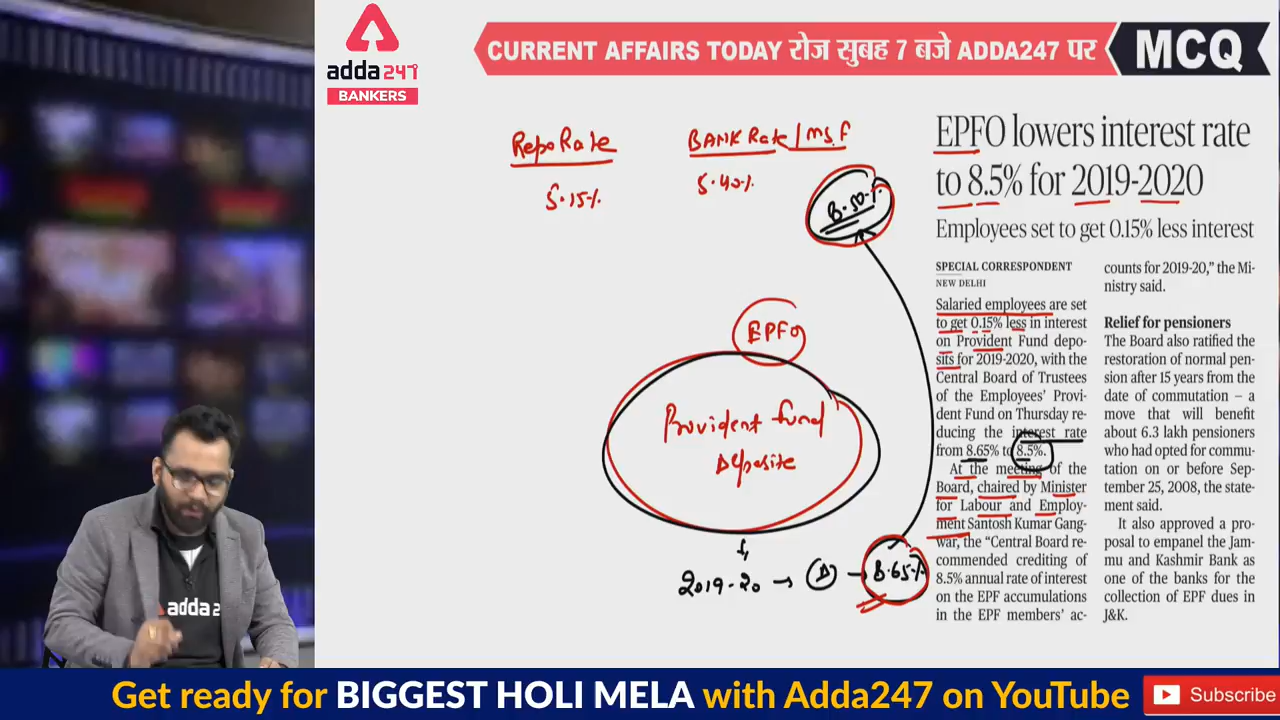 adda247
BANKERS
CURRENT AFFAIRS TODAY रोज सुबह 7 बजे ADDA247 पर
MCQ
Repo Rate
5.15%
BANK Rate/MSF
5.40%
8.50%
EPFO
Provident fund
Deposite
2019-20
8.65%
EPFO lowers interest rate
to 8.5% for 2019-2020
Employees set to get 0.15% less interest
SPECIAL CORRESPONDENT
NEW DELHI
Salaried employees are set
to get 0.15% less in interest
on Provident Fund depo-
sits for 2019-2020, with the
Central Board of Trustees
of the Employees' Provi-
dent Fund on Thursday re-
ducing the interest rate
from 8.65% to 8.5%.
At the meeting of the
Board, chaired by Minister
for Labour and Employ-
ment Santosh Kumar Gang-
war, the “Central Board re-
commended crediting of
8.5% annual rate of interest
on the EPF accumulations
in the EPF members' ac-
counts for 2019-20,” the Mi-
nistry said.
Relief for pensioners
The Board also ratified the
restoration of normal pen-
sion after 15 years from the
date of commutation – a
move that will benefit
about 6.3 lakh pensioners
who had opted for commu-
tation on or before Sep-
tember 25, 2008, the state-
ment said.
It also approved a pro-
posal to empanel the Jam-
mu and Kashmir Bank as
one of the banks for the
collection of EPF dues in
J&K.
adda2
Get ready for BIGGEST HOLI MELA with Adda247 on YouTube
Subscribe